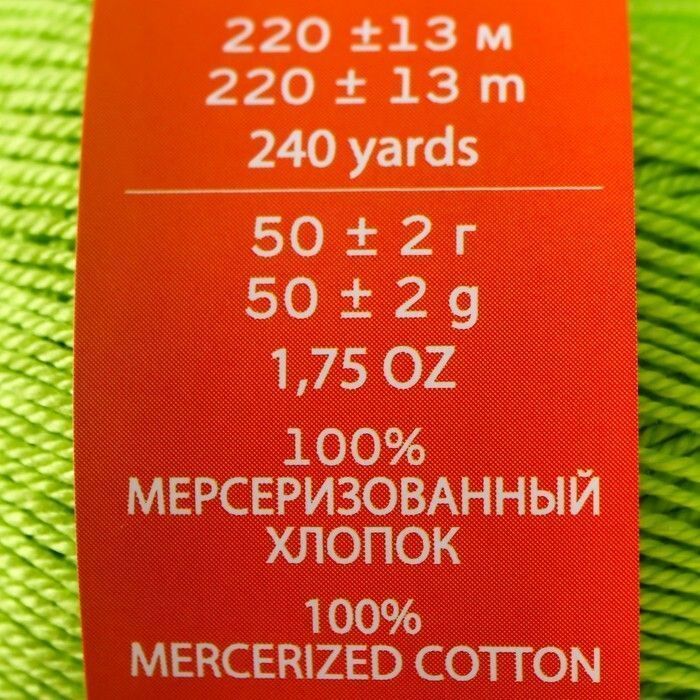 220 ±13 м
220 ± 13 m
240 yards
50 ± 2 г
50 ± 2 g
1,75 OZ
100%
МЕРСЕРИЗОВАННЫЙ
ХЛОПОК
100%
MERCERIZED COTTON